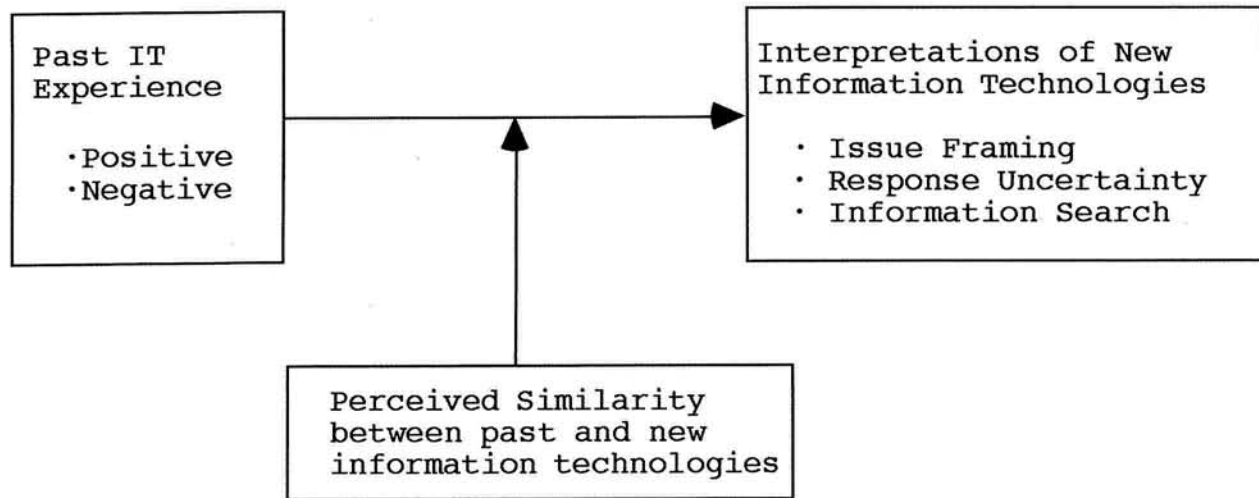 Past IT
Experience
·Positive
·Negative
Interpretations of New
Information Technologies
· Issue Framing
· Response Uncertainty
· Information Search
Perceived Similarity
between past and new
information technologies